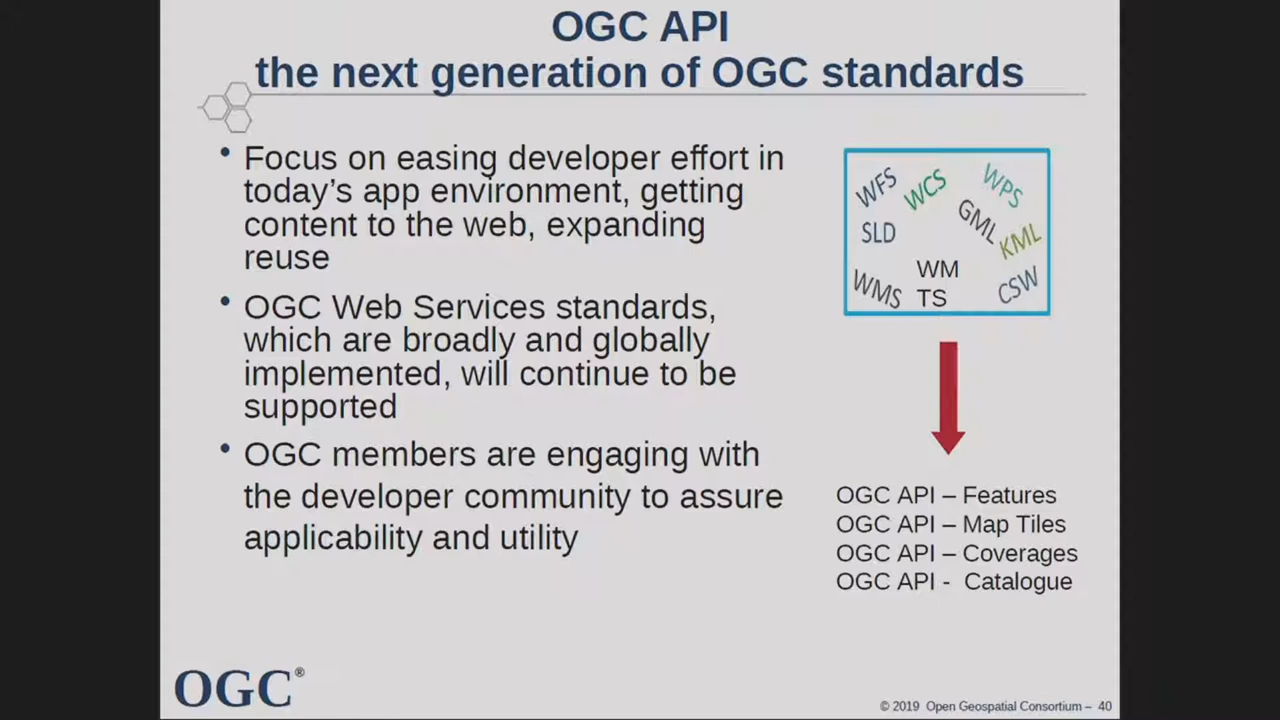 OGC API
the next generation of OGC standards
• Focus on easing developer effort in
today’s app environment, getting
content to the web, expanding
reuse
• OGC Web Services standards,
which are broadly and globally
implemented, will continue to be
supported
• OGC members are engaging with
the developer community to assure
applicability and utility
WFS
WCS
WPS
SLD
GML
KML
WMS
WM
TS
CSW
OGC API – Features
OGC API – Map Tiles
OGC API – Coverages
OGC API -  Catalogue
OGC®
© 2019  Open Geospatial Consortium –  40